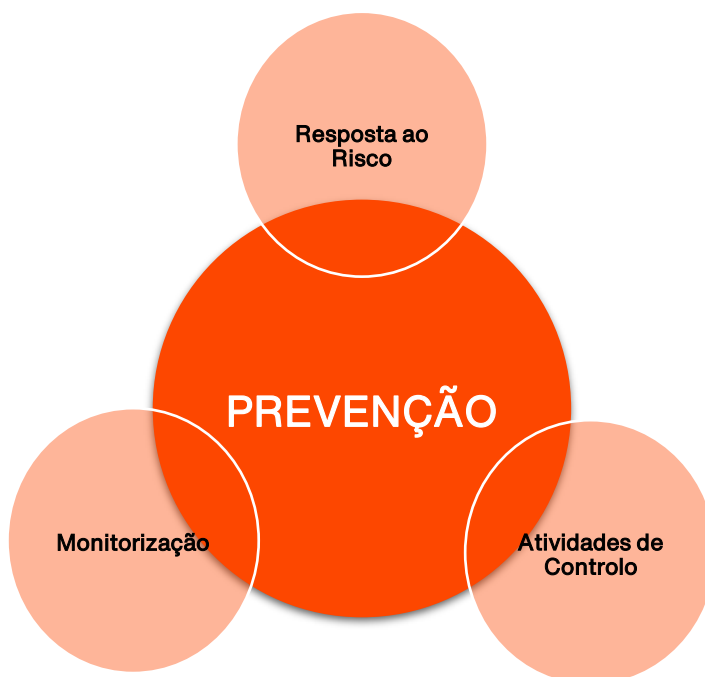 Resposta ao
Risco
PREVENÇÃO
Monitorização
Atividades de
Controlo